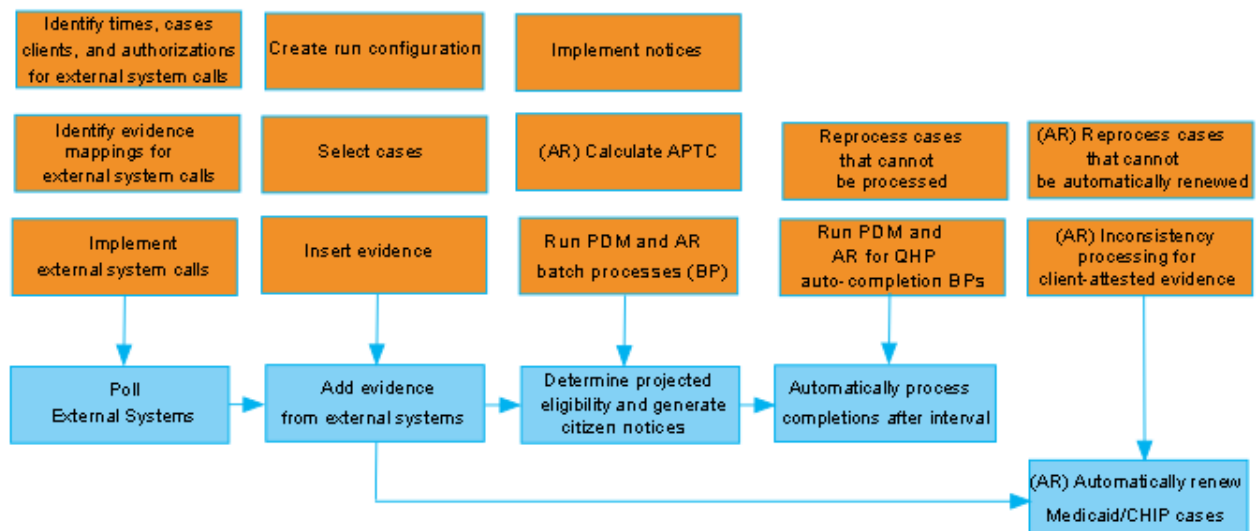 Identify times, cases
clients, and authorizations
for external system calls
Create run configuration
Implement notices
Identify evidence
mappings for
external system calls
Select cases
(AR) Calculate APTC
Reprocess cases
that cannot
be processed
(AR) Reprocess cases
that cannot
be automatically renewed
Implement
external system calls
Insert evidence
Run PDM and AR
batch processes (BP)
Run PDM and
AR for QHP
auto-completion BPs
(AR) Inconsistency
processing for
client-attested evidence
Poll
External Systems
Add evidence
from external systems
Determine projected
eligibility and generate
citizen notices
Automatically process
completions after interval
(AR) Automatically renew
Medicaid/CHIP cases